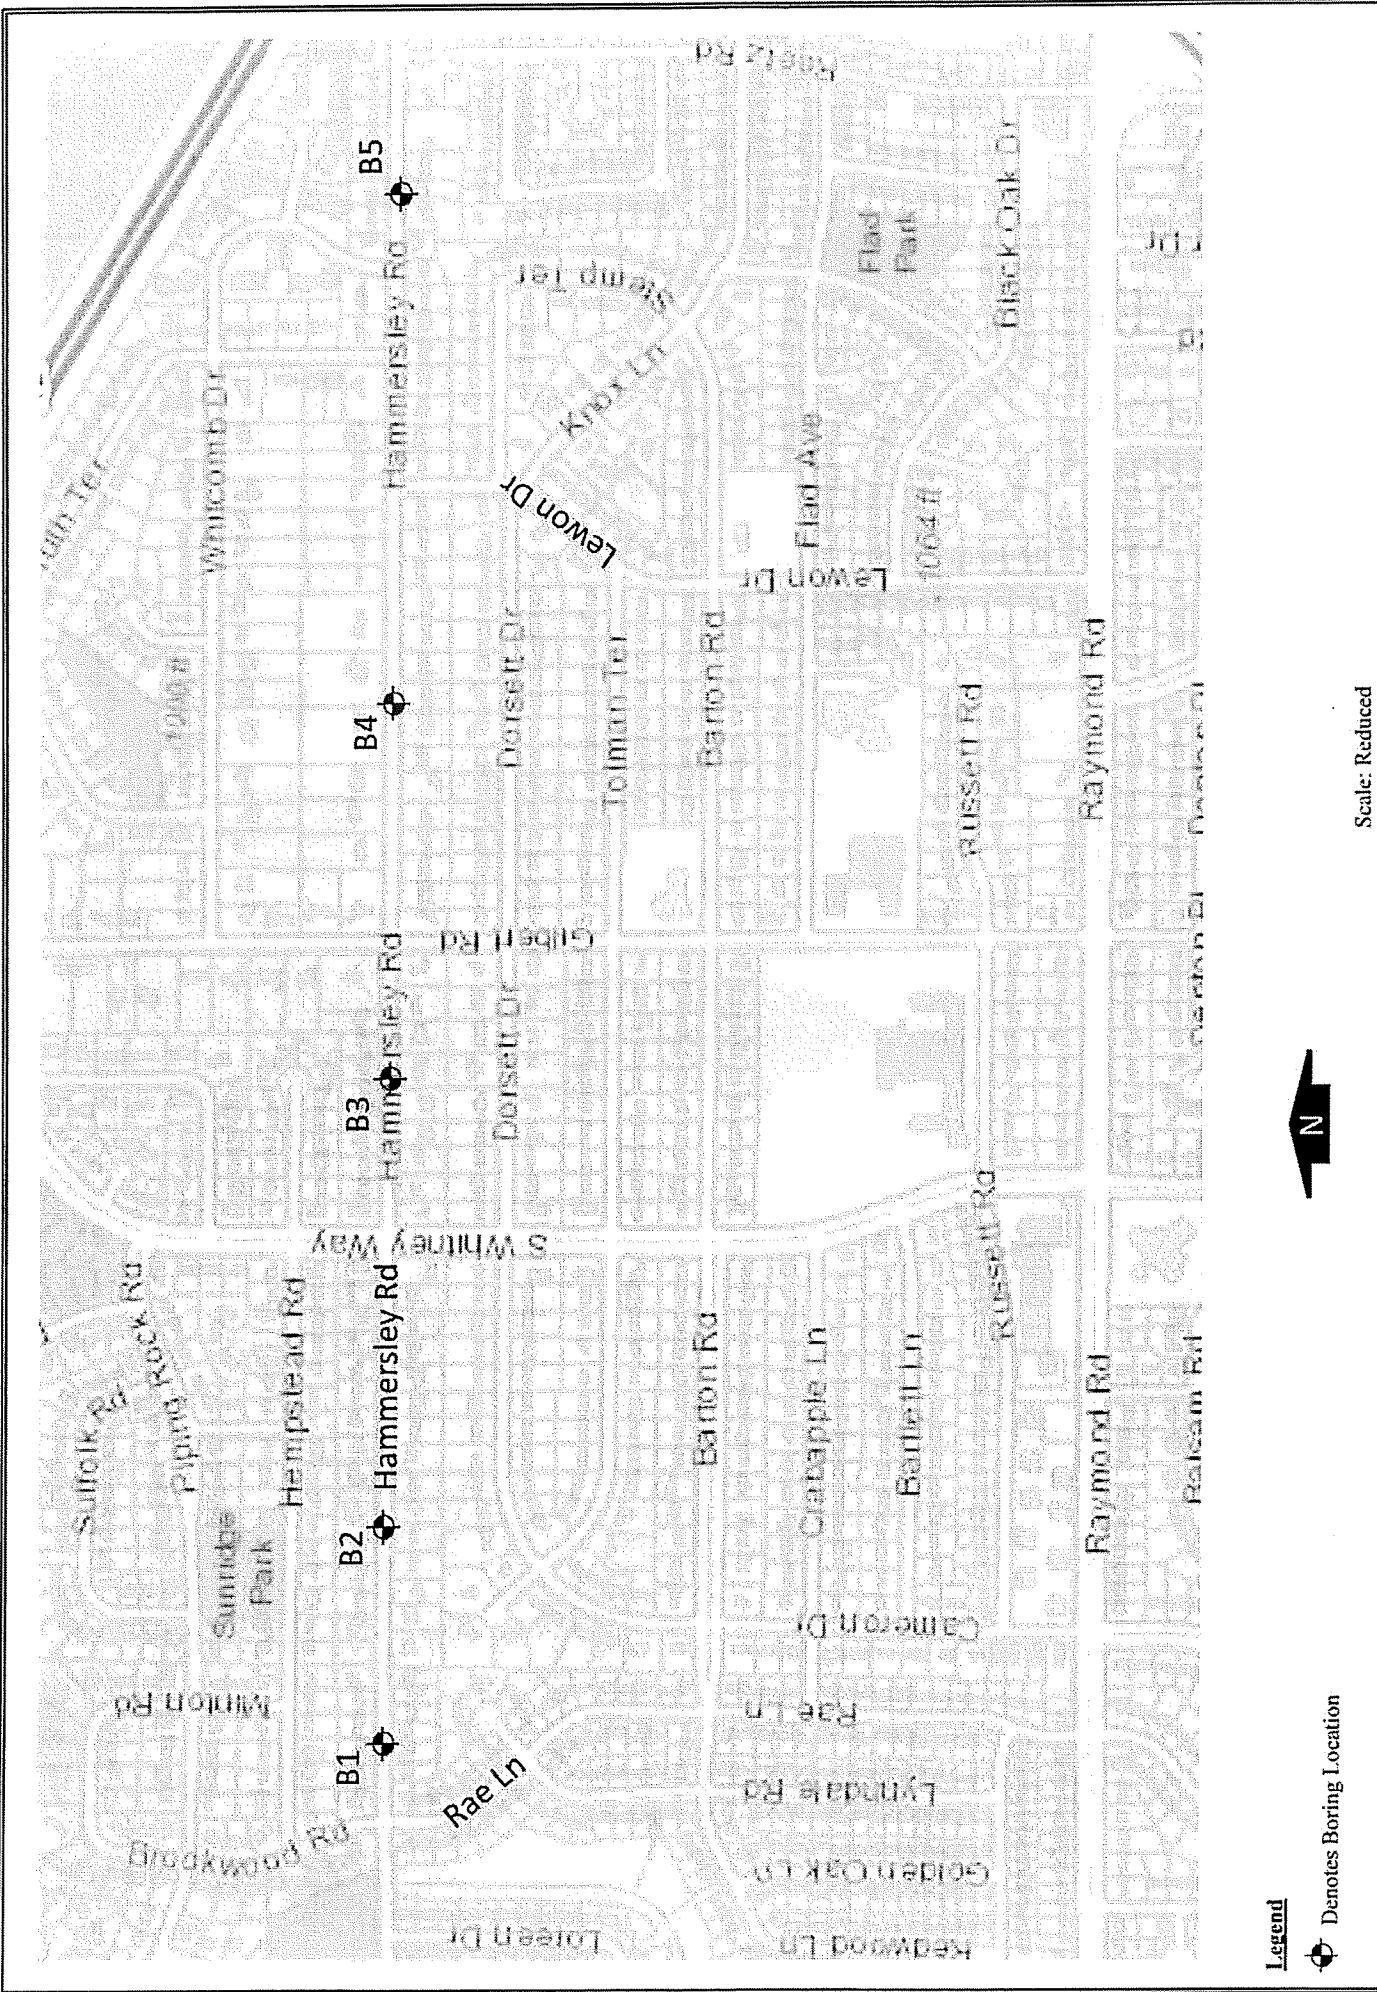 Suffolk Rd
Piping Rock Rd
Sunridge
Park
Hempstead Rd
Minton Rd
Brookwood Rd
Whitcomb Dr
B1
B2
B3
B4
B5
Hammersley Rd
Hammersley Rd
Hammersley Rd
Rae Ln
Loreen Dr
S Whitney Way
Gilbert Rd
Dorsett Dr
Dorsett Dr
Lewon Dr
Knox Ln
Stemp Ter
Tolman Ter
Barton Rd
Barton Rd
Rae Ln
Lynndale Rd
Golden Oak Ln
Redwood Ln
Cameron Dr
Crabapple Ln
Bartlett Ln
Lewon Dr
Flad Ave
Flad
Park
1064 ft
Black Oak Dr
Russett Rd
Russett Rd
Raymond Rd
Raymond Rd
Balsam Rd
Legend
Denotes Boring Location
N
Scale: Reduced